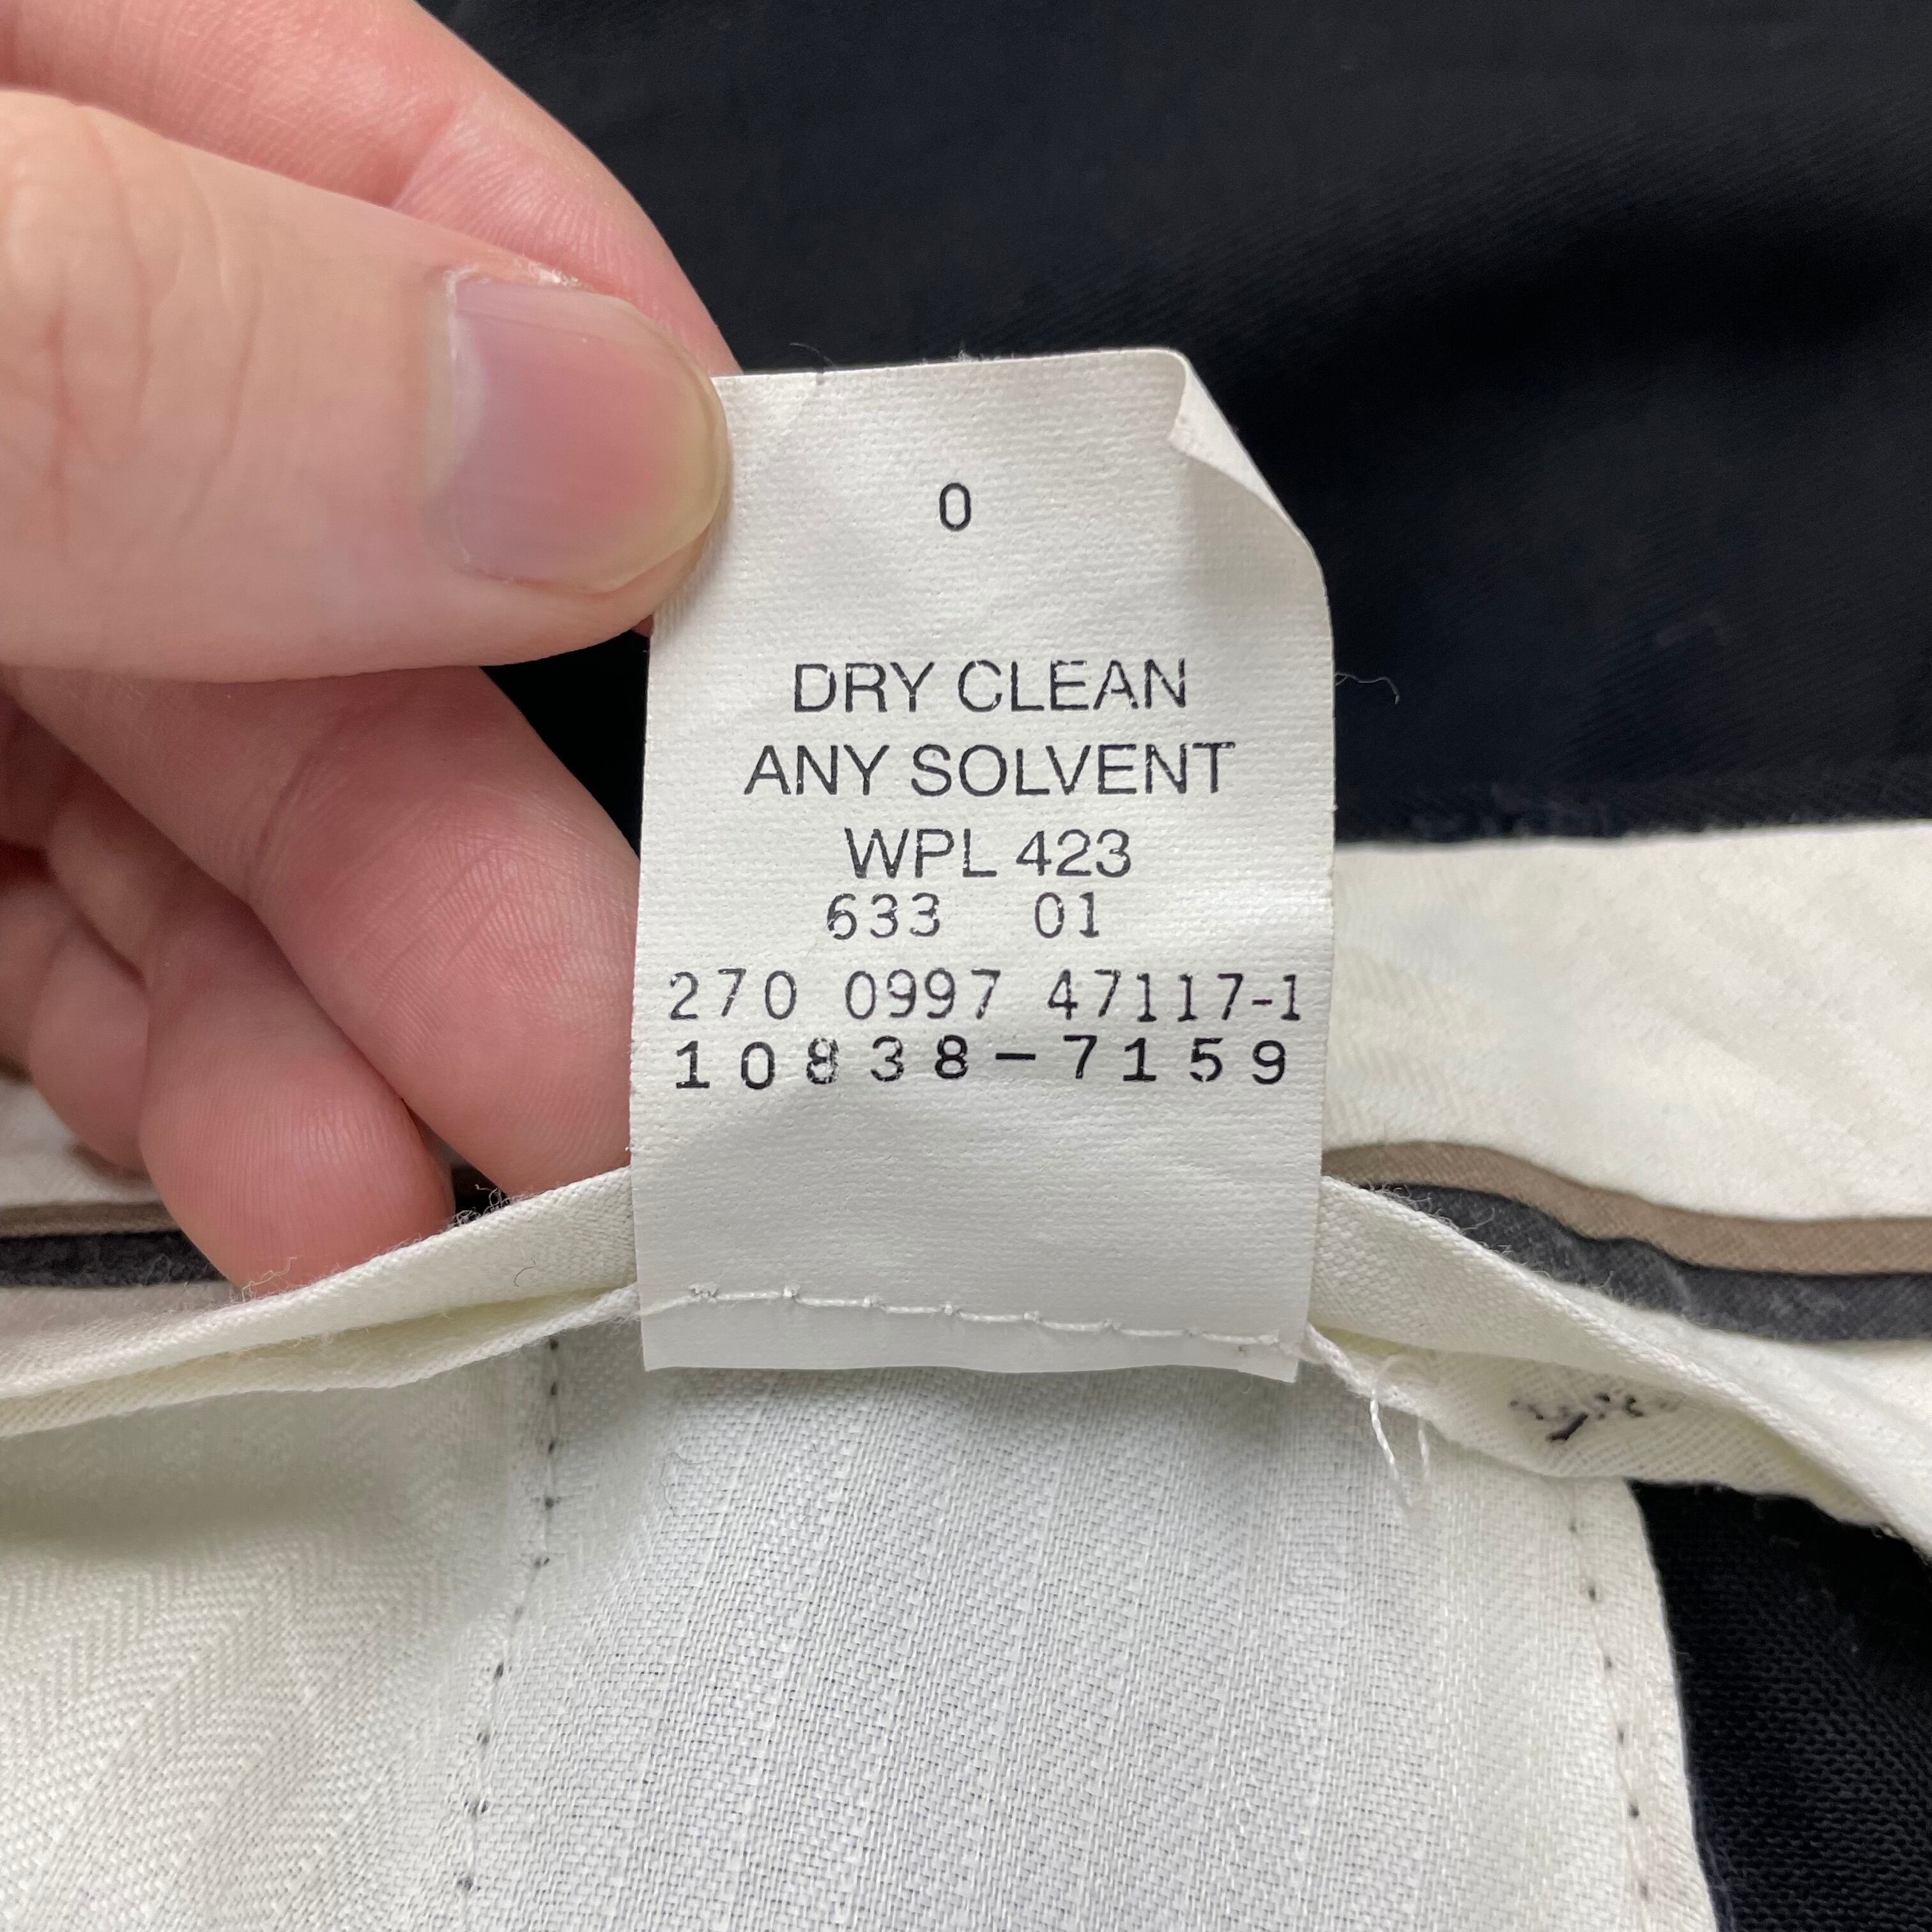 0
DRY CLEAN
ANY SOLVENT
WPL 423
633 01
270 0997 47117-1
10838-7159